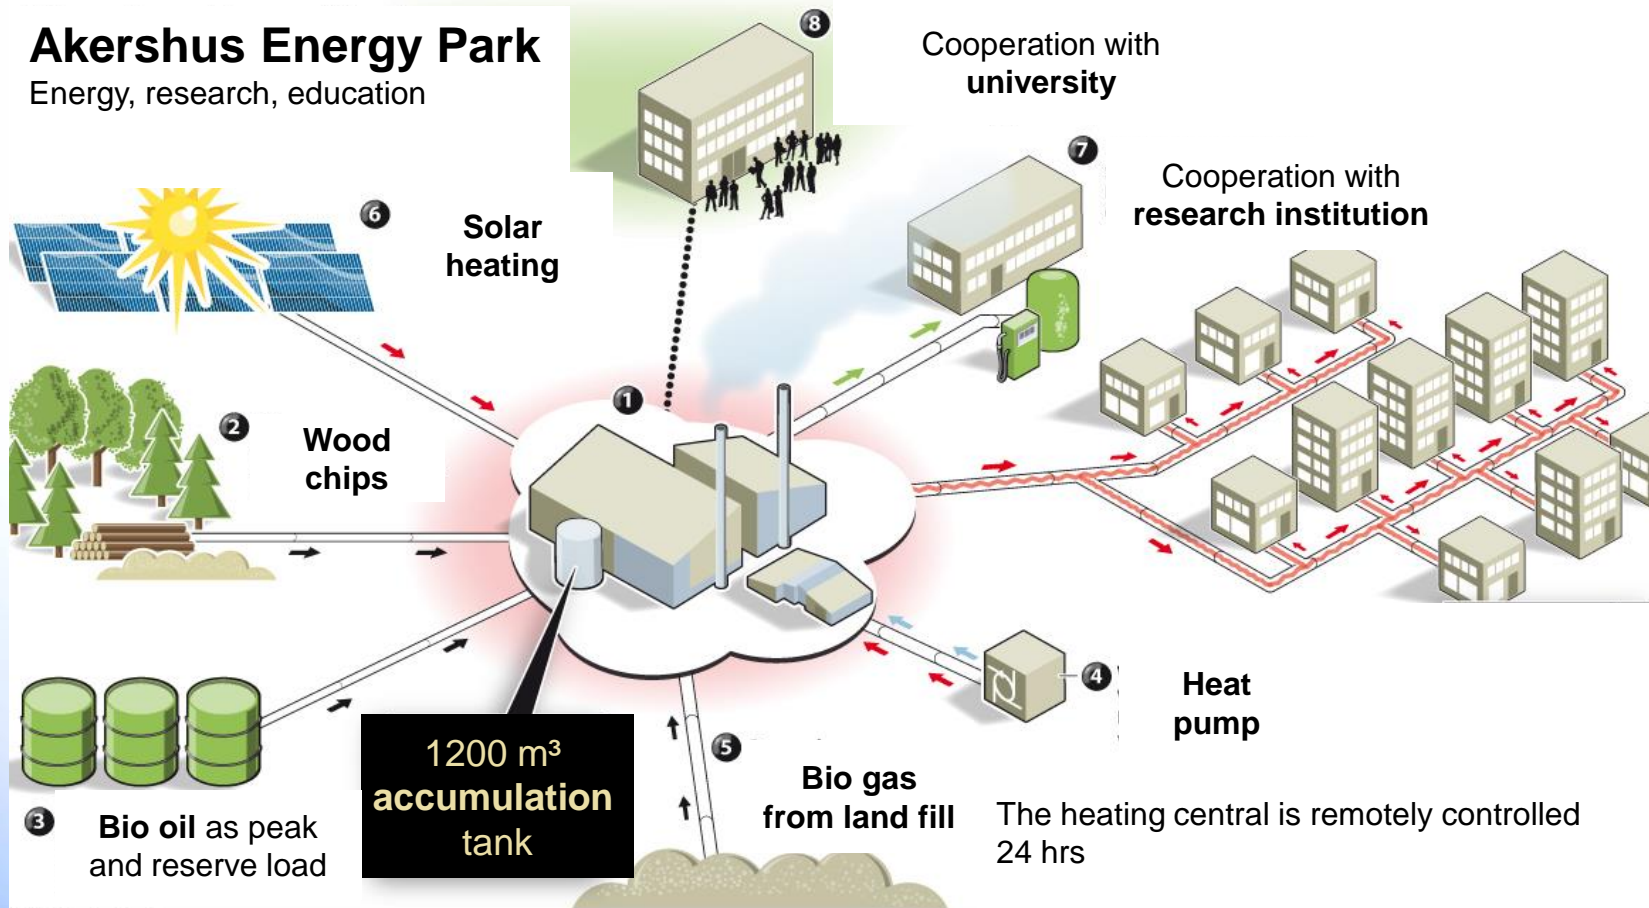 Akershus Energy Park
Energy, research, education
8
Cooperation with
university
7
Cooperation with
research institution
6
Solar
heating
1
2
Wood
chips
4
Heat
pump
5
Bio gas
from land fill
1200 m³
accumulation
tank
3
Bio oil as peak
and reserve load
The heating central is remotely controlled
24 hrs